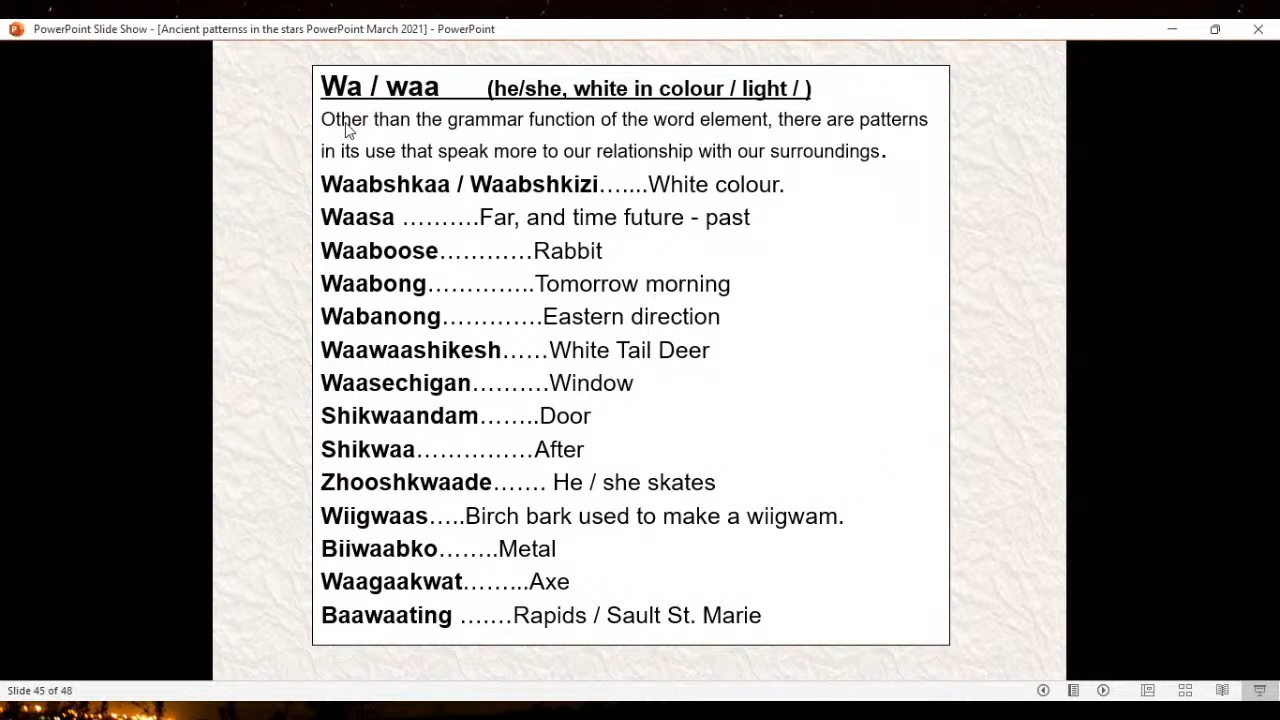 PowerPoint Slide Show - [Ancient patternss in the stars PowerPoint March 2021] - PowerPoint
Wa / waa (he/she, white in colour / light / )
Other than the grammar function of the word element, there are patterns
in its use that speak more to our relationship with our surroundings.
Waabshkaa / Waabshkizi…....White colour.
Waasa ……….Far, and time future - past
Waaboose………….Rabbit
Waabong…………..Tomorrow morning
Wabanong………….Eastern direction
Waawaashikesh……White Tail Deer
Waasechigan……….Window
Shikwaandam……..Door
Shikwaa……………After
Zhooshkwaade……. He / she skates
Wiigwaas…..Birch bark used to make a wiigwam.
Biiwaabko……..Metal
Waagaakwat……...Axe
Baawaating …….Rapids / Sault St. Marie
Slide 45 of 48